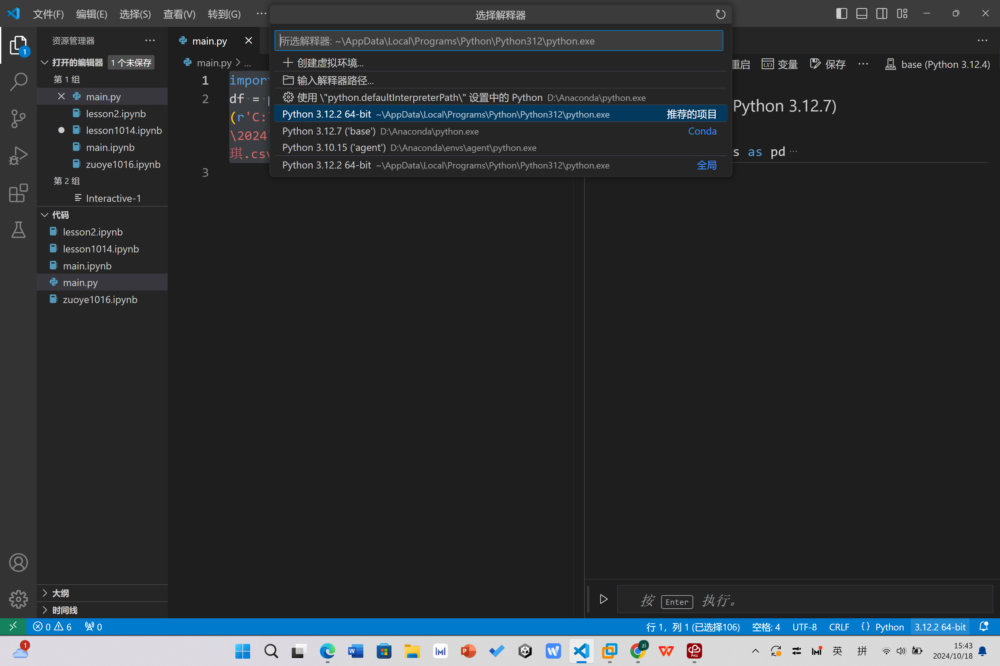 文件(F) 编辑(E) 选择(S) 查看(V) 转到(G) ···
选择解释器
所选解释器: ~\AppData\Local\Programs\Python\Python312\python.exe
创建虚拟环境...
输入解释器路径...
使用 \"python.defaultInterpreterPath\" 设置中的 Python D:\Anaconda\python.exe
Python 3.12.2 64-bit ~\AppData\Local\Programs\Python\Python312\python.exe 推荐的项目
Python 3.12.7 ('base') D:\Anaconda\python.exe Conda
Python 3.10.15 ('agent') D:\Anaconda\envs\agent\python.exe
Python 3.12.2 64-bit ~\AppData\Local\Programs\Python\Python312\python.exe 全局
1
资源管理器 ···
打开的编辑器 1 个未保存
第 1 组
main.py
lesson2.ipynb
lesson1014.ipynb
main.ipynb
zuoye1016.ipynb
第 2 组
Interactive-1
代码
lesson2.ipynb
lesson1014.ipynb
main.ipynb
main.py
zuoye1016.ipynb
大纲
时间线
main.py
main.py > ...
1 impor
2 df = p
(r'C:\
\2024
琪.csv
3
重启 变量 保存 ··· base (Python 3.12.4)
Python 3.12.7)
s as pd ···
按 Enter 执行。
0 6 0
行 1，列 1 (已选择106) 空格: 4 UTF-8 CRLF {} Python 3.12.2 64-bit
1
W
P
W
zi
PKU
英 拼
15:43
2024/10/18